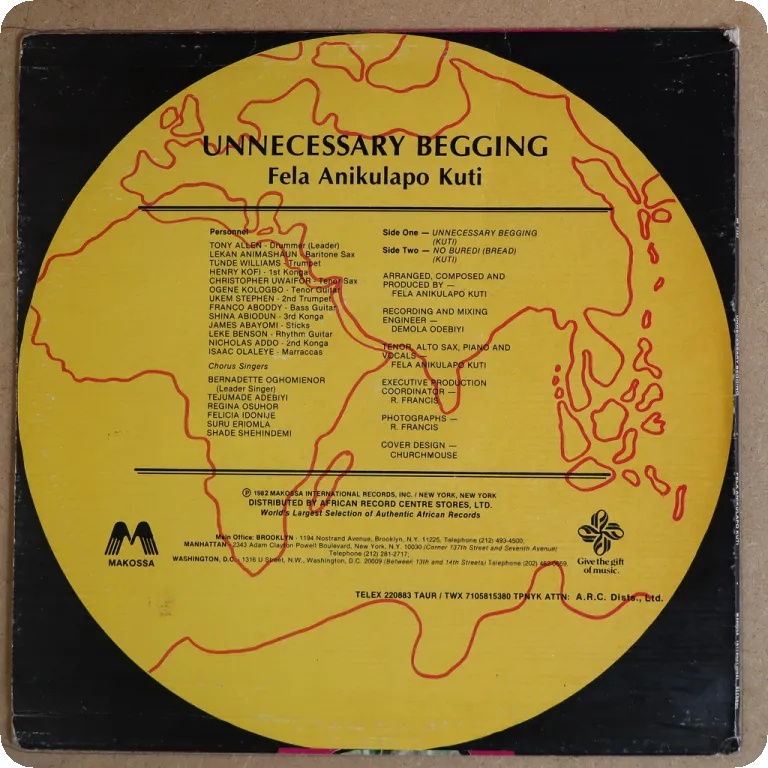 UNNECESSARY BEGGING
Fela Anikulapo Kuti
Personnel
TONY ALLEN - Drummer (Leader)
LEKAN ANIMASHAUN - Baritone Sax
TUNDE WILLIAMS - Trumpet
HENRY KOFI - 1st Konga
CHRISTOPHER UWAIFOR - Tenor Sax
OGENE KOLOGBO - Tenor Guitar
UKEM STEPHEN - 2nd Trumpet
FRANCO ABODDY - Bass Guitar
SHINA ABIODUN - 3rd Konga
JAMES ABAYOMI - Sticks
LEKE BENSON - Rhythm Guitar
NICHOLAS ADDO - 2nd Konga
ISAAC OLALEYE - Marraccas
Chorus Singers
BERNADETTE OGHOMIENOR
(Leader Singer)
TEJUMADE ADEBIYI
REGINA OSUHOR
FELICIA IDONIJE
SURU ERIOMLA
SHADE SHEHINDEMI
Side One — UNNECESSARY BEGGING
(KUTI)
Side Two — NO BUREDI (BREAD)
(KUTI)
ARRANGED, COMPOSED AND
PRODUCED BY —
FELA ANIKULAPO KUTI
RECORDING AND MIXING
ENGINEER —
DEMOLA ODEBIYI
TENOR, ALTO SAX, PIANO AND
VOCALS —
FELA ANIKULAPO KUTI
EXECUTIVE PRODUCTION
COORDINATOR —
R. FRANCIS
PHOTOGRAPHS —
R. FRANCIS
COVER DESIGN —
CHURCHMOUSE
Ⓟ 1982 MAKOSSA INTERNATIONAL RECORDS, INC. / NEW YORK, NEW YORK
DISTRIBUTED BY AFRICAN RECORD CENTRE STORES, LTD.
World's Largest Selection of Authentic African Records
MAKOSSA
Main Office: BROOKLYN - 1194 Nostrand Avenue, Brooklyn, N.Y. 11225, Telephone (212) 493-4500;
MANHATTAN - 2343 Adam Clayton Powell Boulevard, New York, N.Y. 10030 (Corner 137th Street and Seventh Avenue)
Telephone (212) 281-2717;
WASHINGTON, D.C. - 1316 U Street, N.W., Washington, D.C. 20009 (Between 13th and 14th Streets) Telephone (202)
Give the gift
of music.
TELEX 220883 TAUR / TWX 7105815380 TPNYK ATTN: A.R.C. Dists., Ltd.